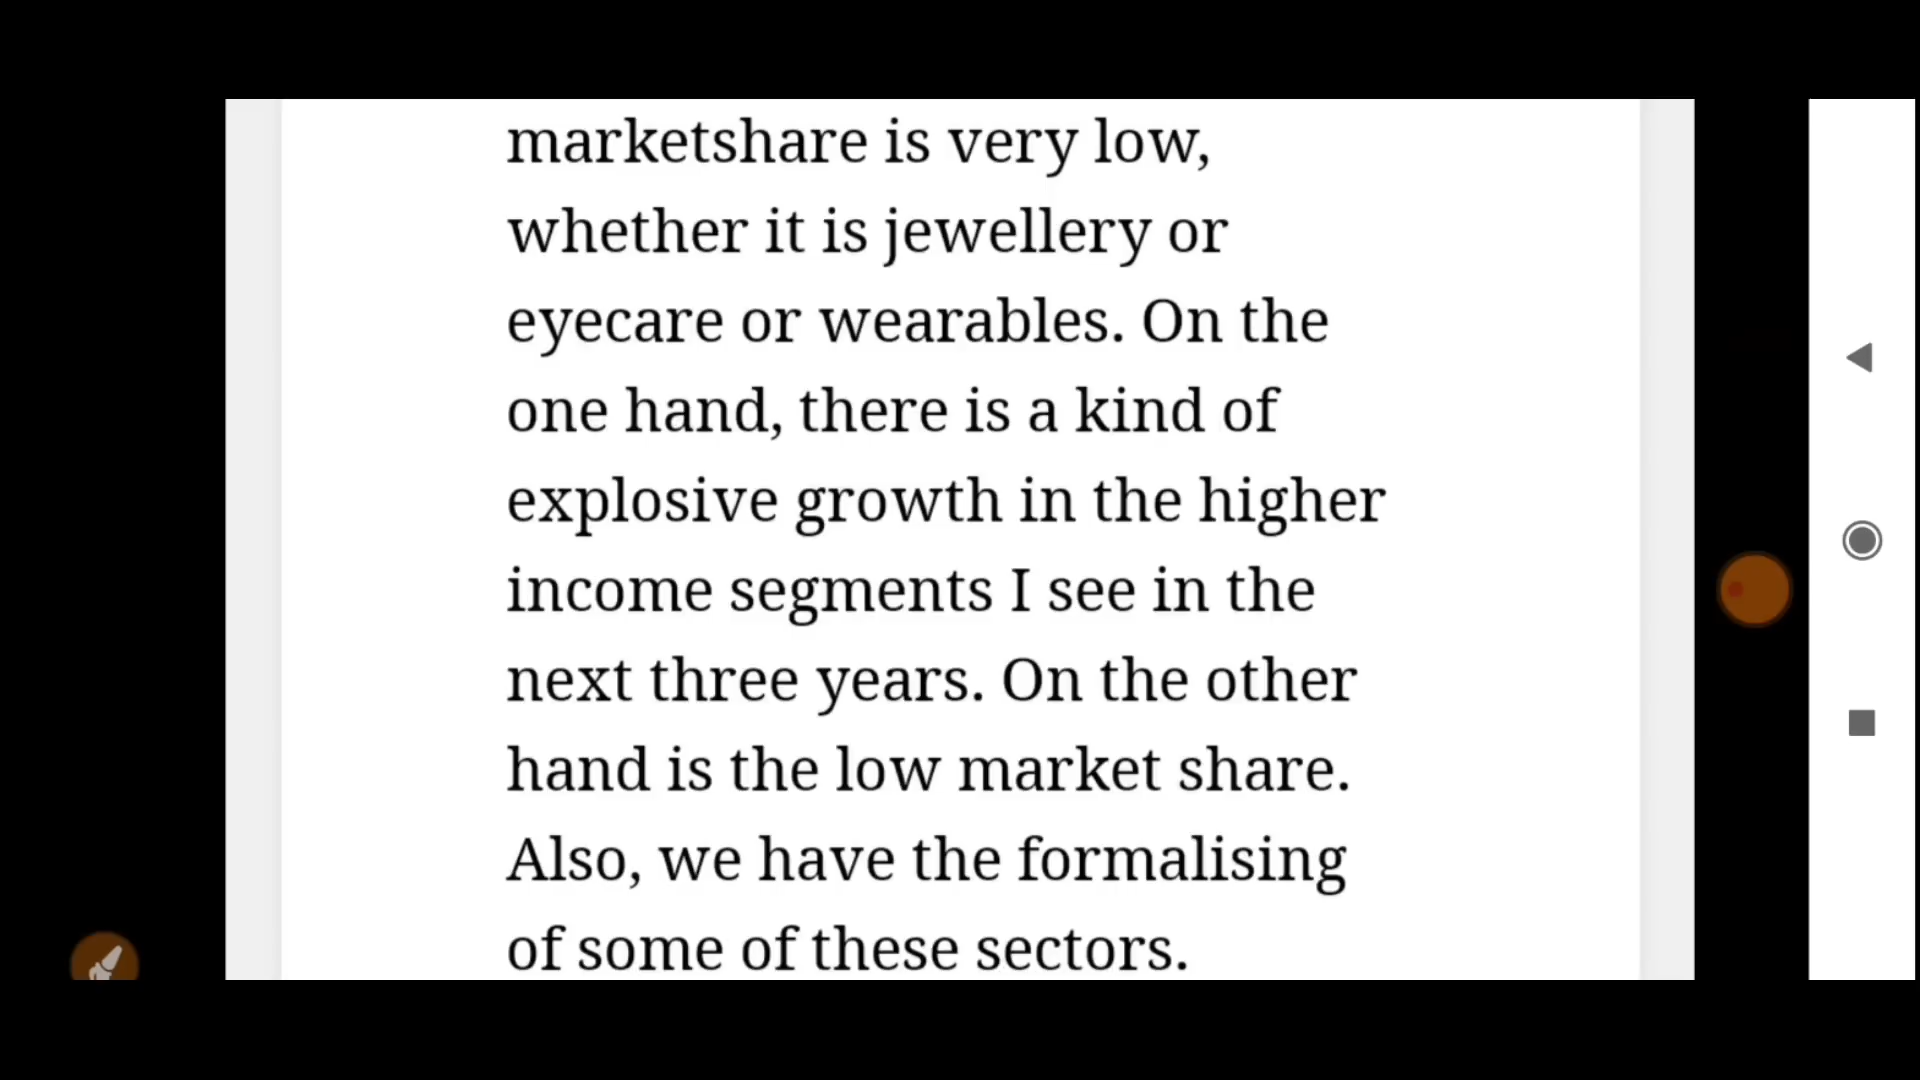 marketshare is very low,
whether it is jewellery or
eyecare or wearables. On the
one hand, there is a kind of
explosive growth in the higher
income segments I see in the
next three years. On the other
hand is the low market share.
Also, we have the formalising
of some of these sectors.